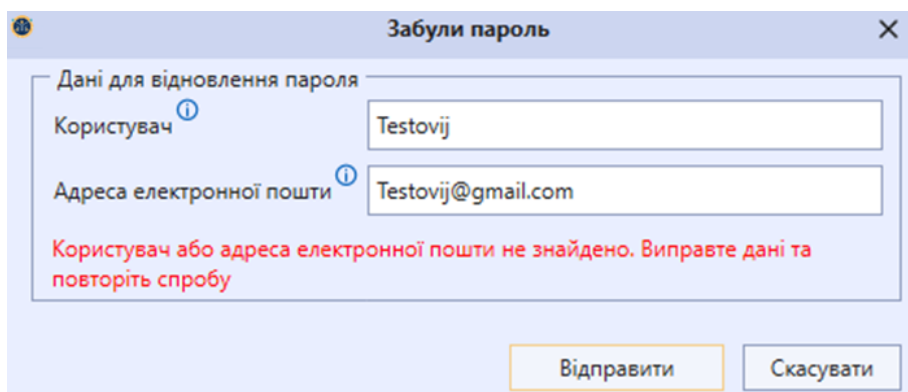 Забули пароль
Дані для відновлення пароля
Користувач
Testovij
Адреса електронної пошти
Testovij@gmail.com
Користувач або адреса електронної пошти не знайдено. Виправте дані та
повторіть спробу
Відправити
Скасувати